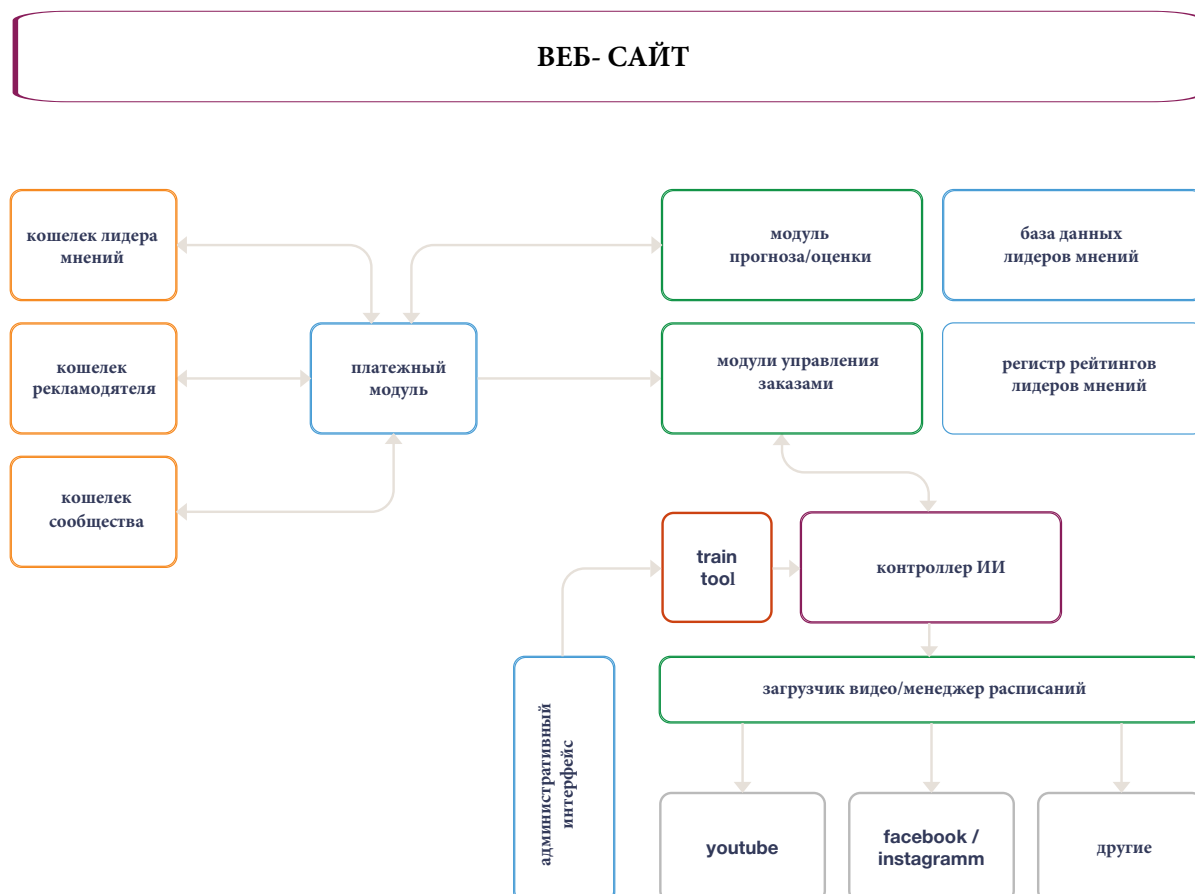 ВЕБ- САЙТ
кошелек лидера
мнений
модуль
прогноза/оценки
база данных
лидеров мнений
кошелек
рекламодятеля
платежный
модуль
модули управления
заказами
регистр рейтингов
лидеров мнений
кошелек
сообщества
train
tool
контроллер ИИ
административный
интерфейс
загрузчик видео/менеджер расписаний
youtube
facebook /
instagramm
другие